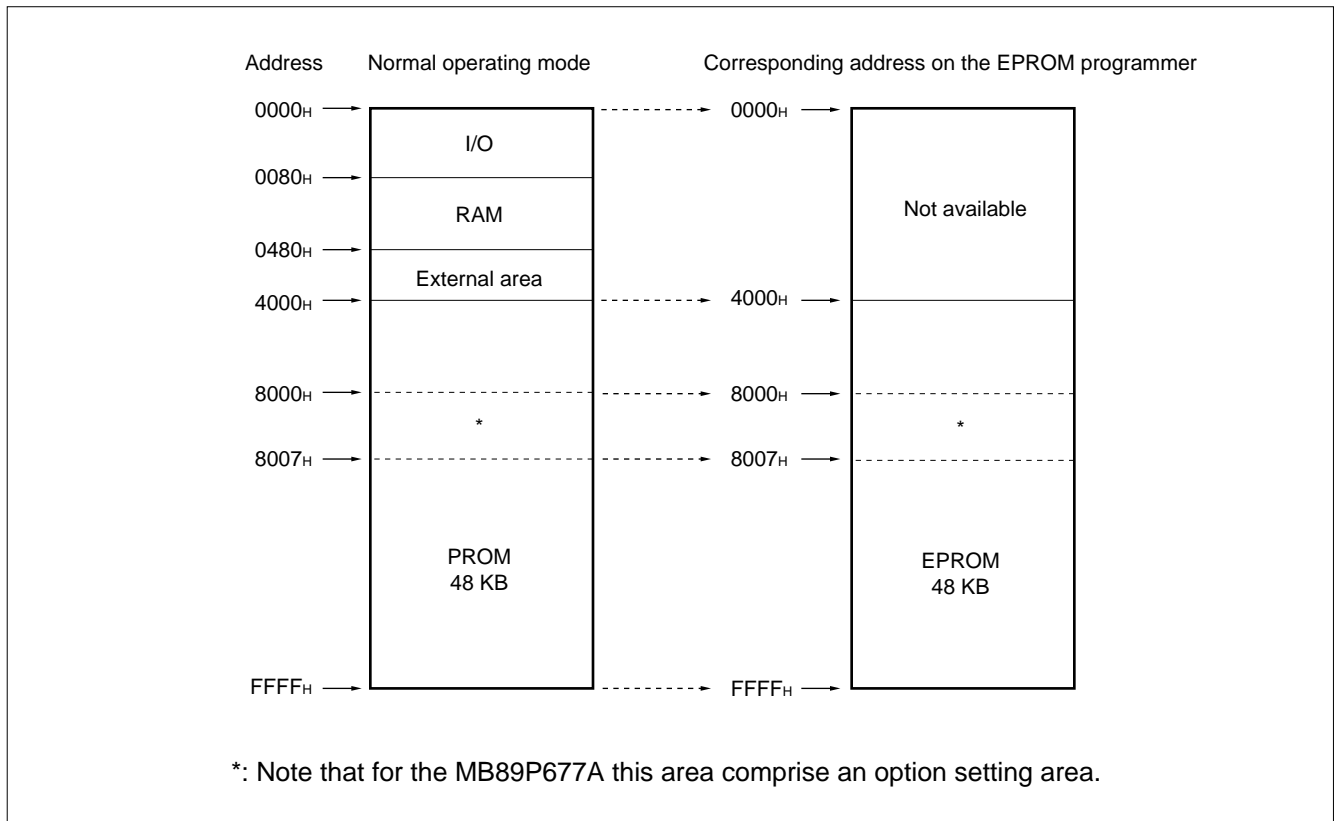 Address Normal operating mode Corresponding address on the EPROM programmer
0000H 0000H
I/O
0080H
RAM Not available
0480H
External area
4000H 4000H
8000H 8000H
* *
8007H 8007H
PROM EPROM
48 KB 48 KB
FFFFH FFFFH
*: Note that for the MB89P677A this area comprise an option setting area.